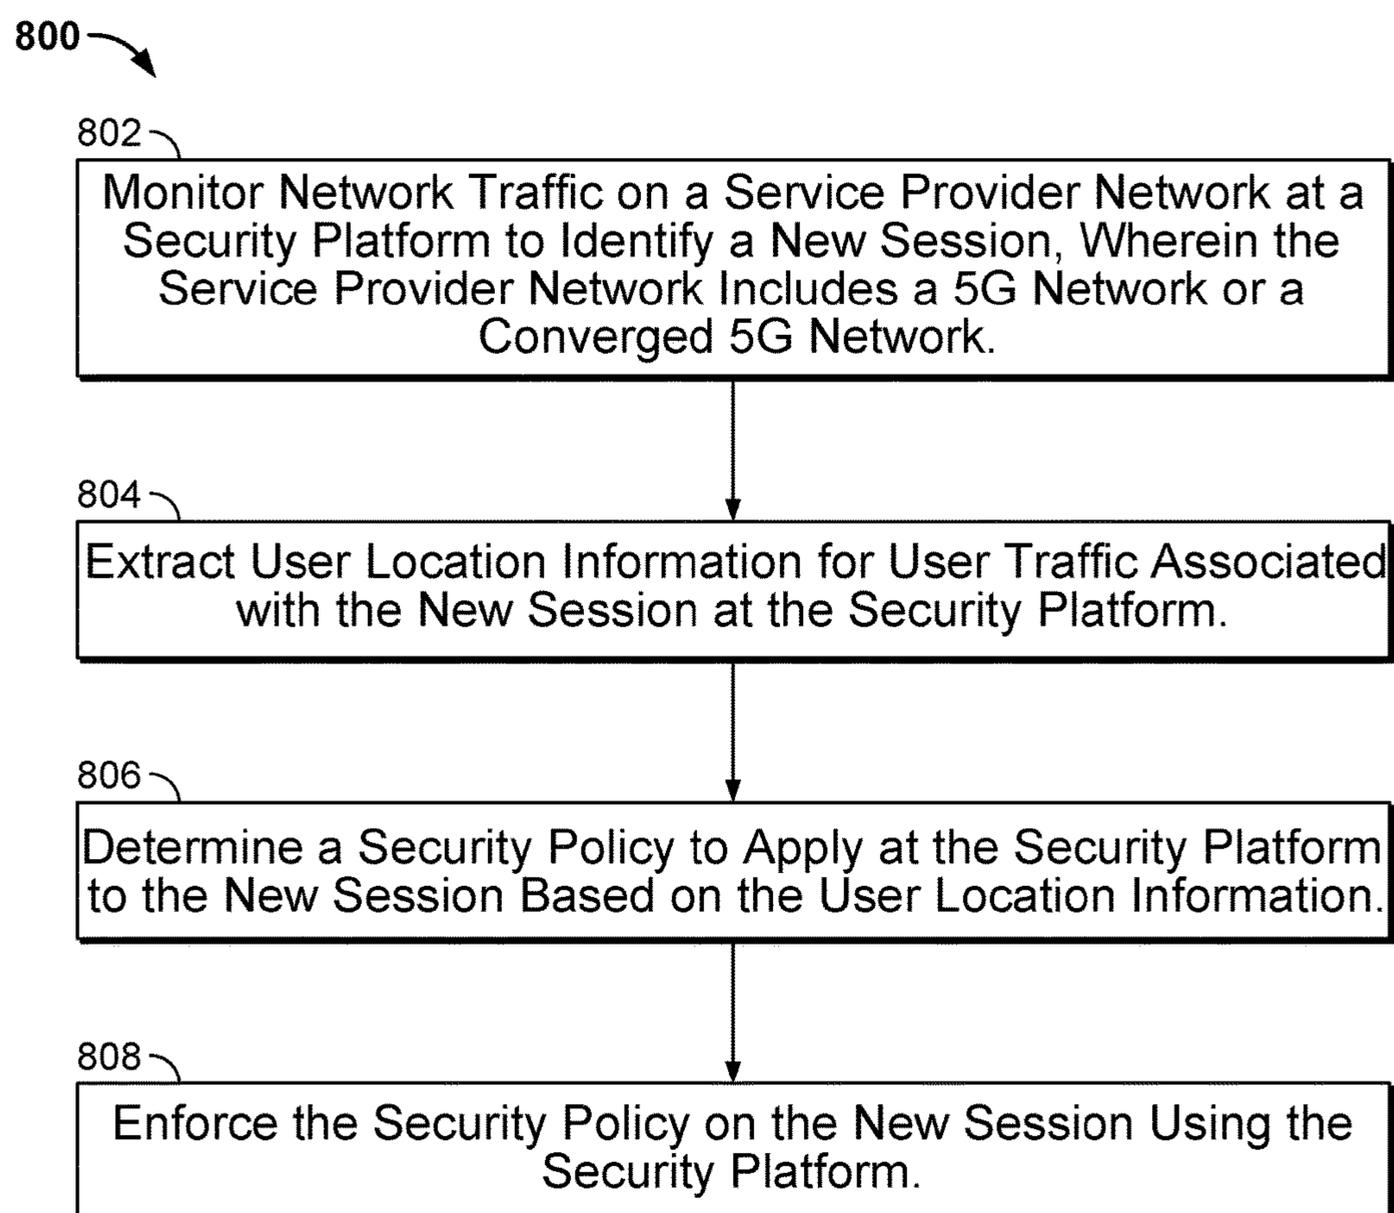 800
802
Monitor Network Traffic on a Service Provider Network at a
Security Platform to Identify a New Session, Wherein the
Service Provider Network Includes a 5G Network or a
Converged 5G Network.
804
Extract User Location Information for User Traffic Associated
with the New Session at the Security Platform.
806
Determine a Security Policy to Apply at the Security Platform
to the New Session Based on the User Location Information.
808
Enforce the Security Policy on the New Session Using the
Security Platform.